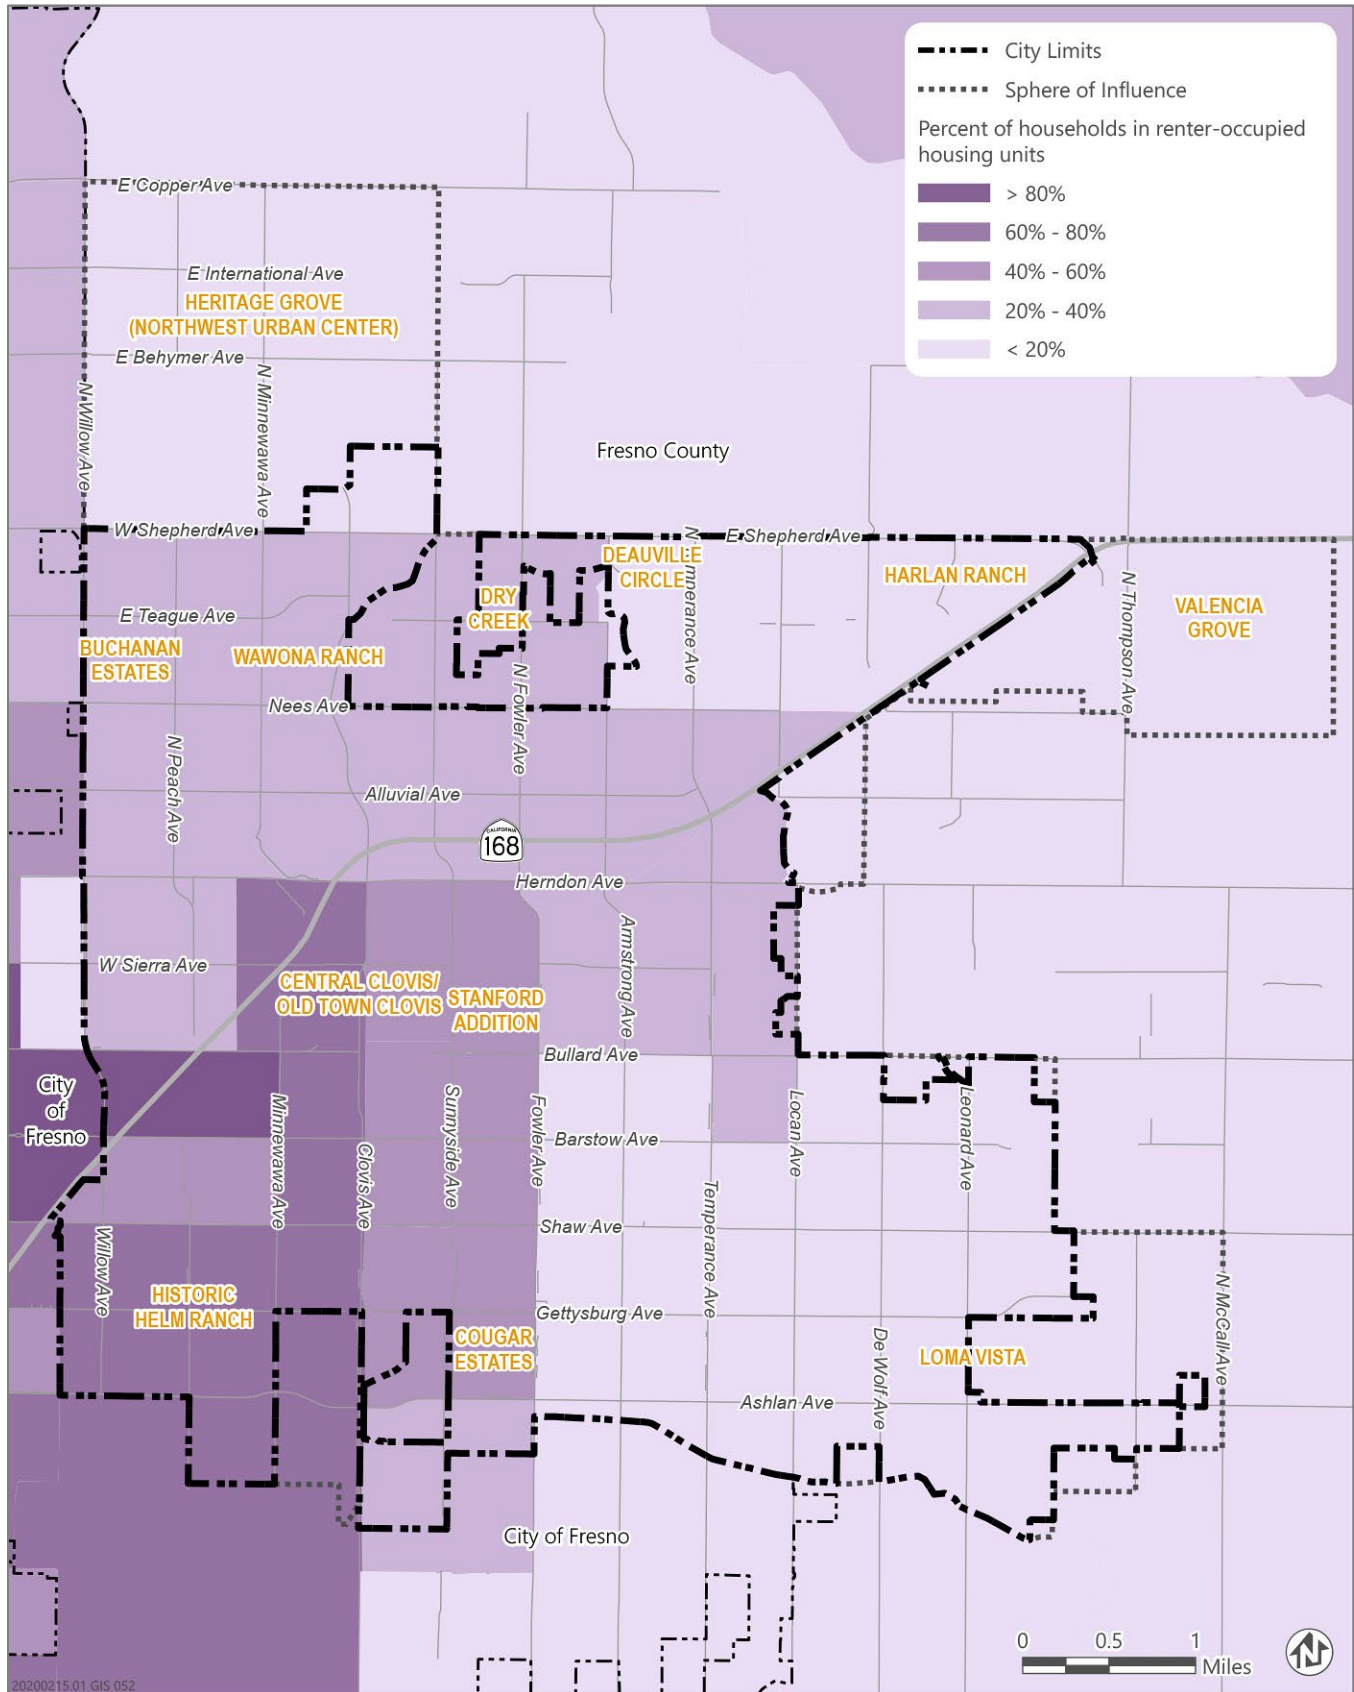 City Limits
Sphere of Influence
Percent of households in renter-occupied
housing units
> 80%
60% - 80%
40% - 60%
20% - 40%
< 20%
E Copper Ave
E International Ave
HERITAGE GROVE
(NORTHWEST URBAN CENTER)
E Behymer Ave
N Willow Ave
N Minnewawa Ave
Fresno County
W Shepherd Ave
E Shepherd Ave
DEAUVILLE
CIRCLE
HARLAN RANCH
DRY
CREEK
E Teague Ave
BUCHANAN
ESTATES
WAWONA RANCH
VALENCIA
GROVE
N Thompson Ave
N Fowler Ave
Nees Ave
N Peach Ave
Alluvial Ave
CALIFORNIA
168
Herndon Ave
Armstrong Ave
W Sierra Ave
CENTRAL CLOVIS/
OLD TOWN CLOVIS
STANFORD
ADDITION
Bullard Ave
City
of
Fresno
Minnewawa Ave
Clovis Ave
Sunnyside Ave
Fowler Ave
Barstow Ave
Locan Ave
Leonard Ave
Temperance Ave
Shaw Ave
Willow Ave
HISTORIC
HELM RANCH
Gettysburg Ave
COUGAR
ESTATES
De Wolf Ave
LOMA VISTA
N McCall Ave
Ashlan Ave
City of Fresno
0 0.5 1
Miles
N
20200215.01 GIS 052